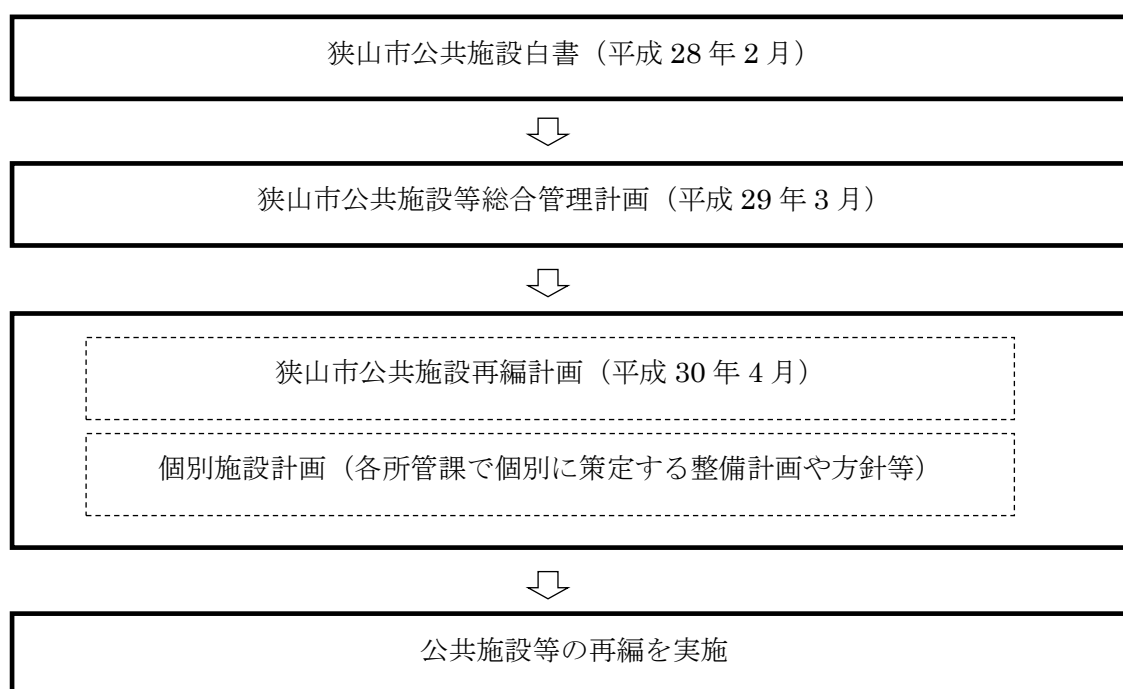 狭山市公共施設白書（平成 28 年 2 月）
狭山市公共施設等総合管理計画（平成 29 年 3 月）
狭山市公共施設再編計画（平成 30 年 4 月）
個別施設計画（各所管課で個別に策定する整備計画や方針等）
公共施設等の再編を実施